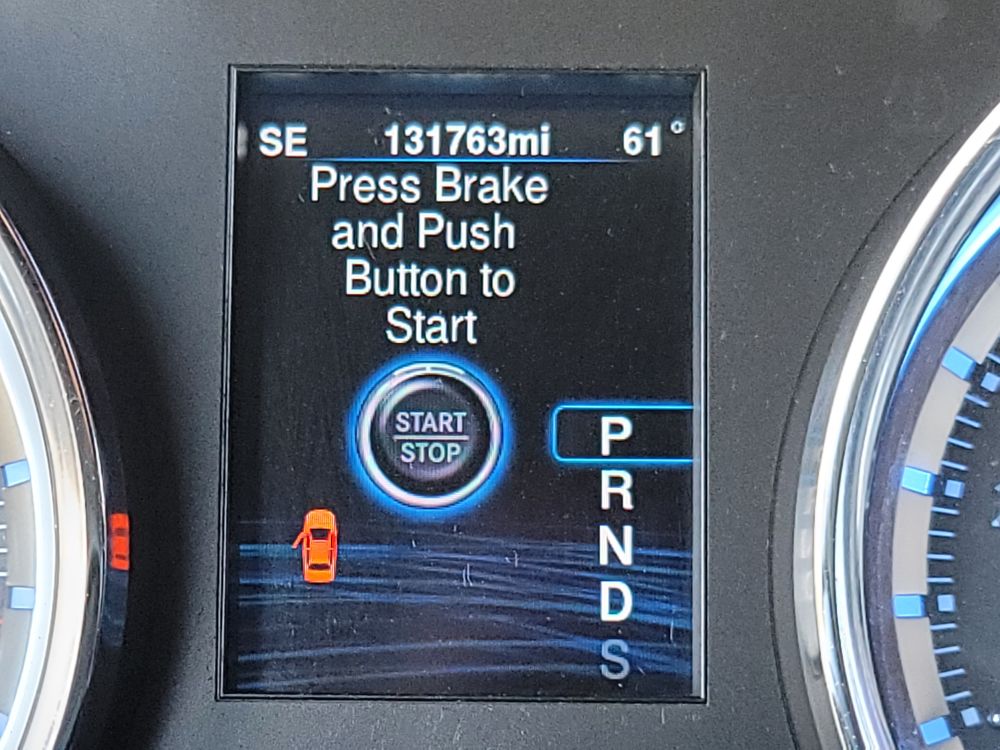 SE 131763mi 61°
Press Brake
and Push
Button to
Start
START
STOP
P
R
N
D
S